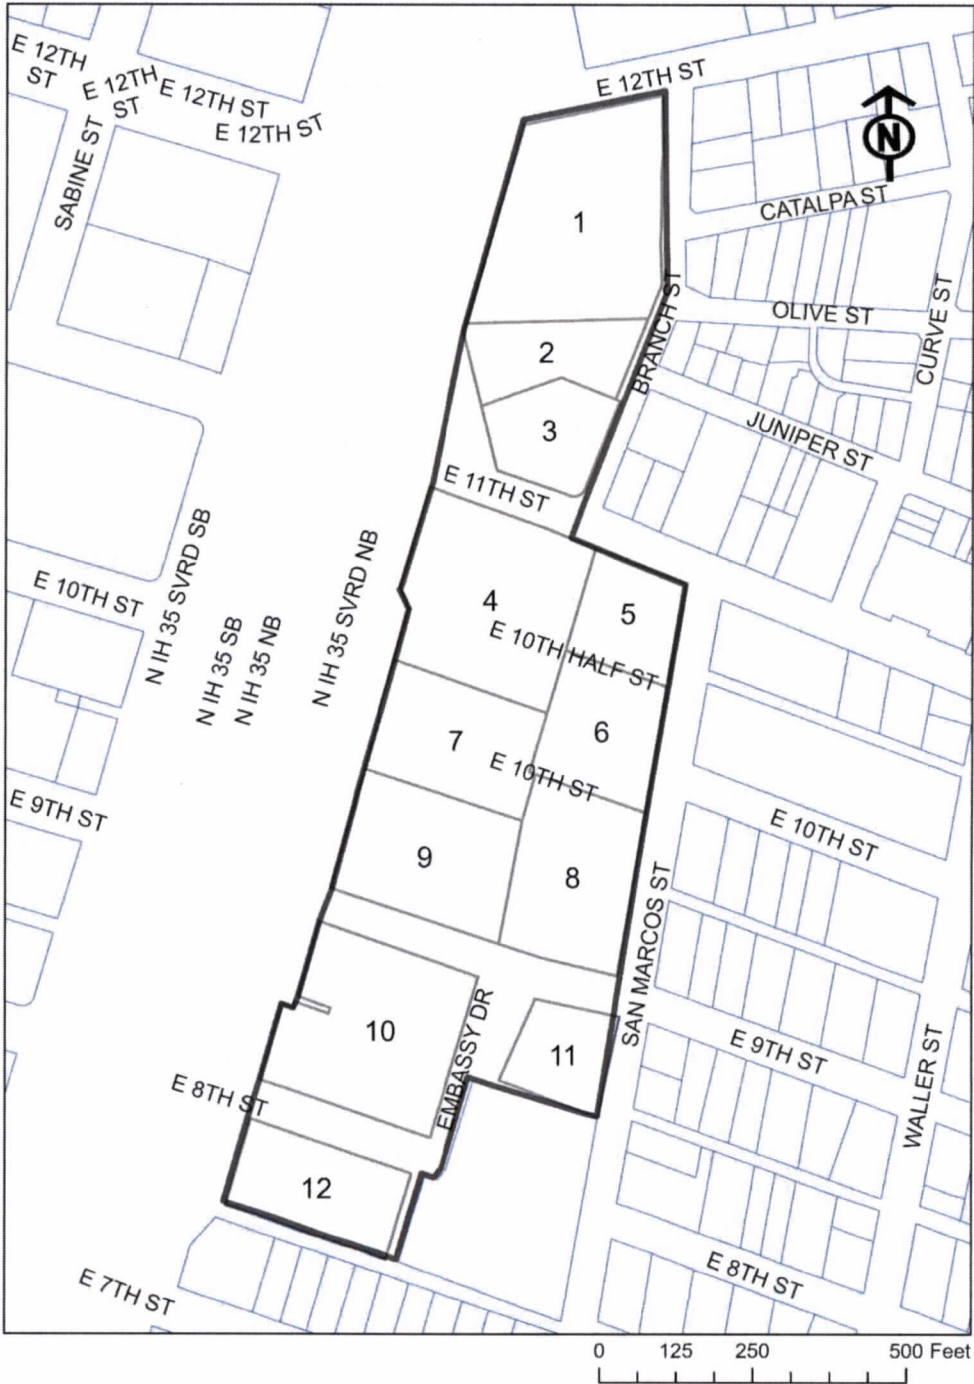 E 12TH
ST
E 12TH
ST
E 12TH ST
E 12TH ST
E 12TH ST
SABINE ST
N
CATALPA ST
1
BRANCH ST
OLIVE ST
CURVE ST
2
3
JUNIPER ST
E 11TH ST
E 10TH ST
N IH 35 SVRD SB
N IH 35 SB
N IH 35 NB
N IH 35 SVRD NB
4
5
E 10TH HALF ST
6
7
E 10TH ST
E 9TH ST
E 10TH ST
9
8
SAN MARCOS ST
10
EMBASSY DR
11
E 9TH ST
WALLER ST
E 8TH ST
12
E 8TH ST
E 7TH ST
0 125 250 500 Feet